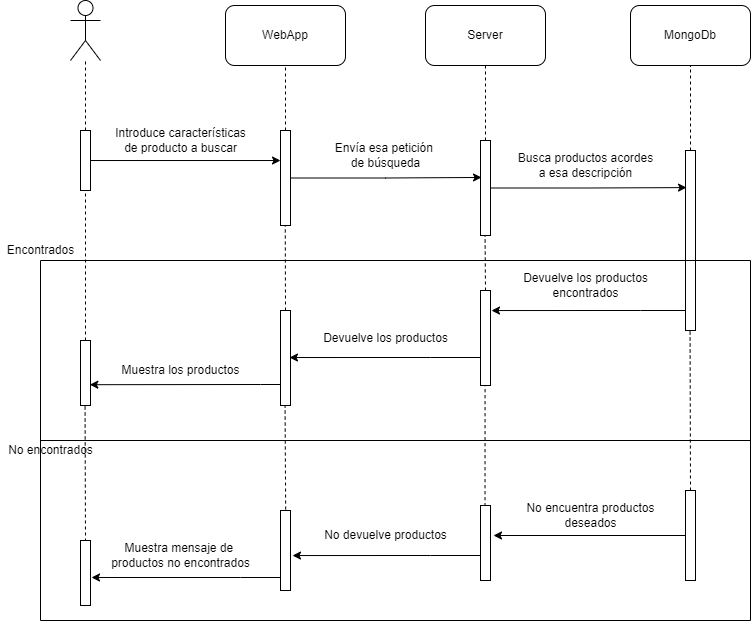 WebApp
Server
MongoDb
Introduce características
de producto a buscar
Envía esa petición
de búsqueda
Busca productos acordes
a esa descripción
Encontrados
Devuelve los productos
encontrados
Devuelve los productos
Muestra los productos
No encontrados
No encuentra productos
deseados
No devuelve productos
Muestra mensaje de
productos no encontrados